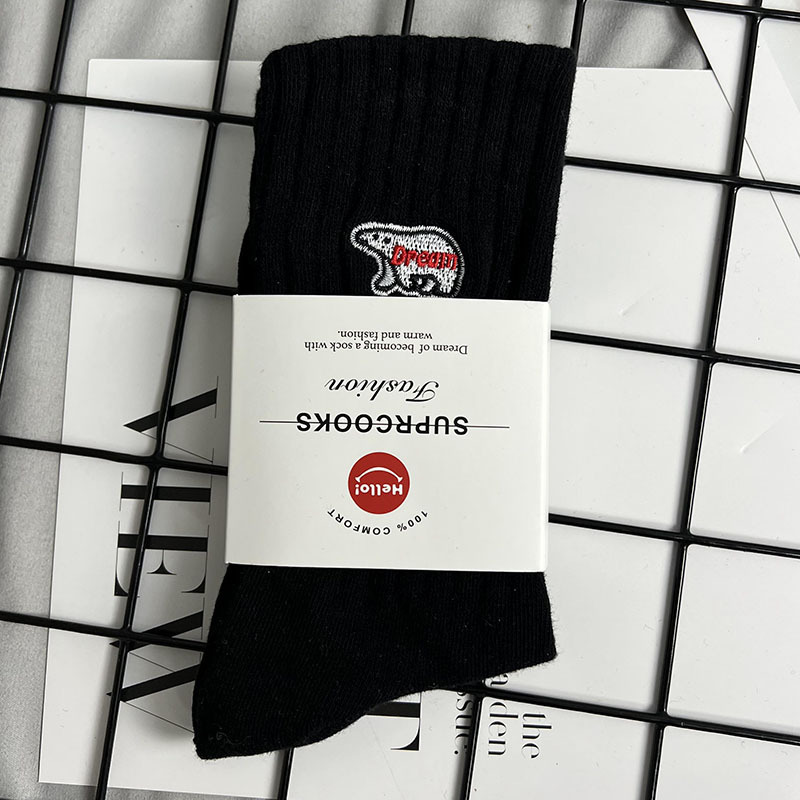 Dream
100% COMFORT
Hello!
SUPRCOOKS
Fashion
Dream of becoming a sock with
warm and fashion.
VIEW
the